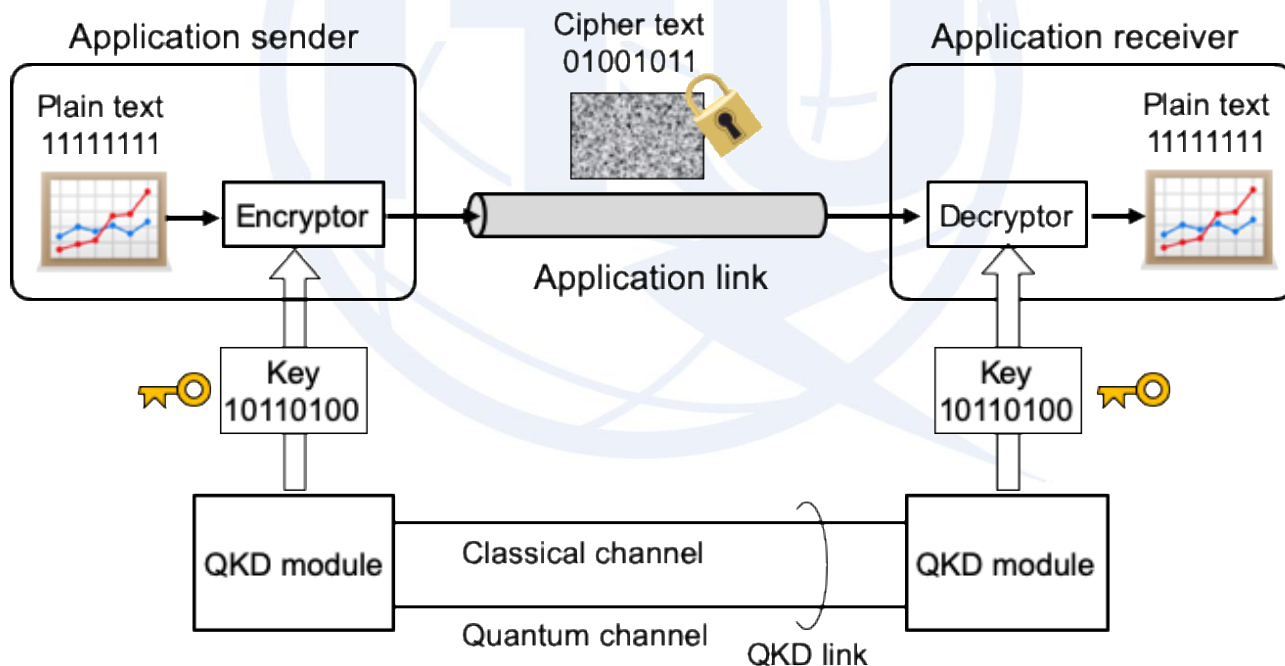 Application sender
Cipher text
01001011
Application receiver
Plain text
11111111
Plain text
11111111
Encryptor
Decryptor
Application link
Key
10110100
Key
10110100
QKD module
Classical channel
QKD module
Quantum channel
QKD link
ITU